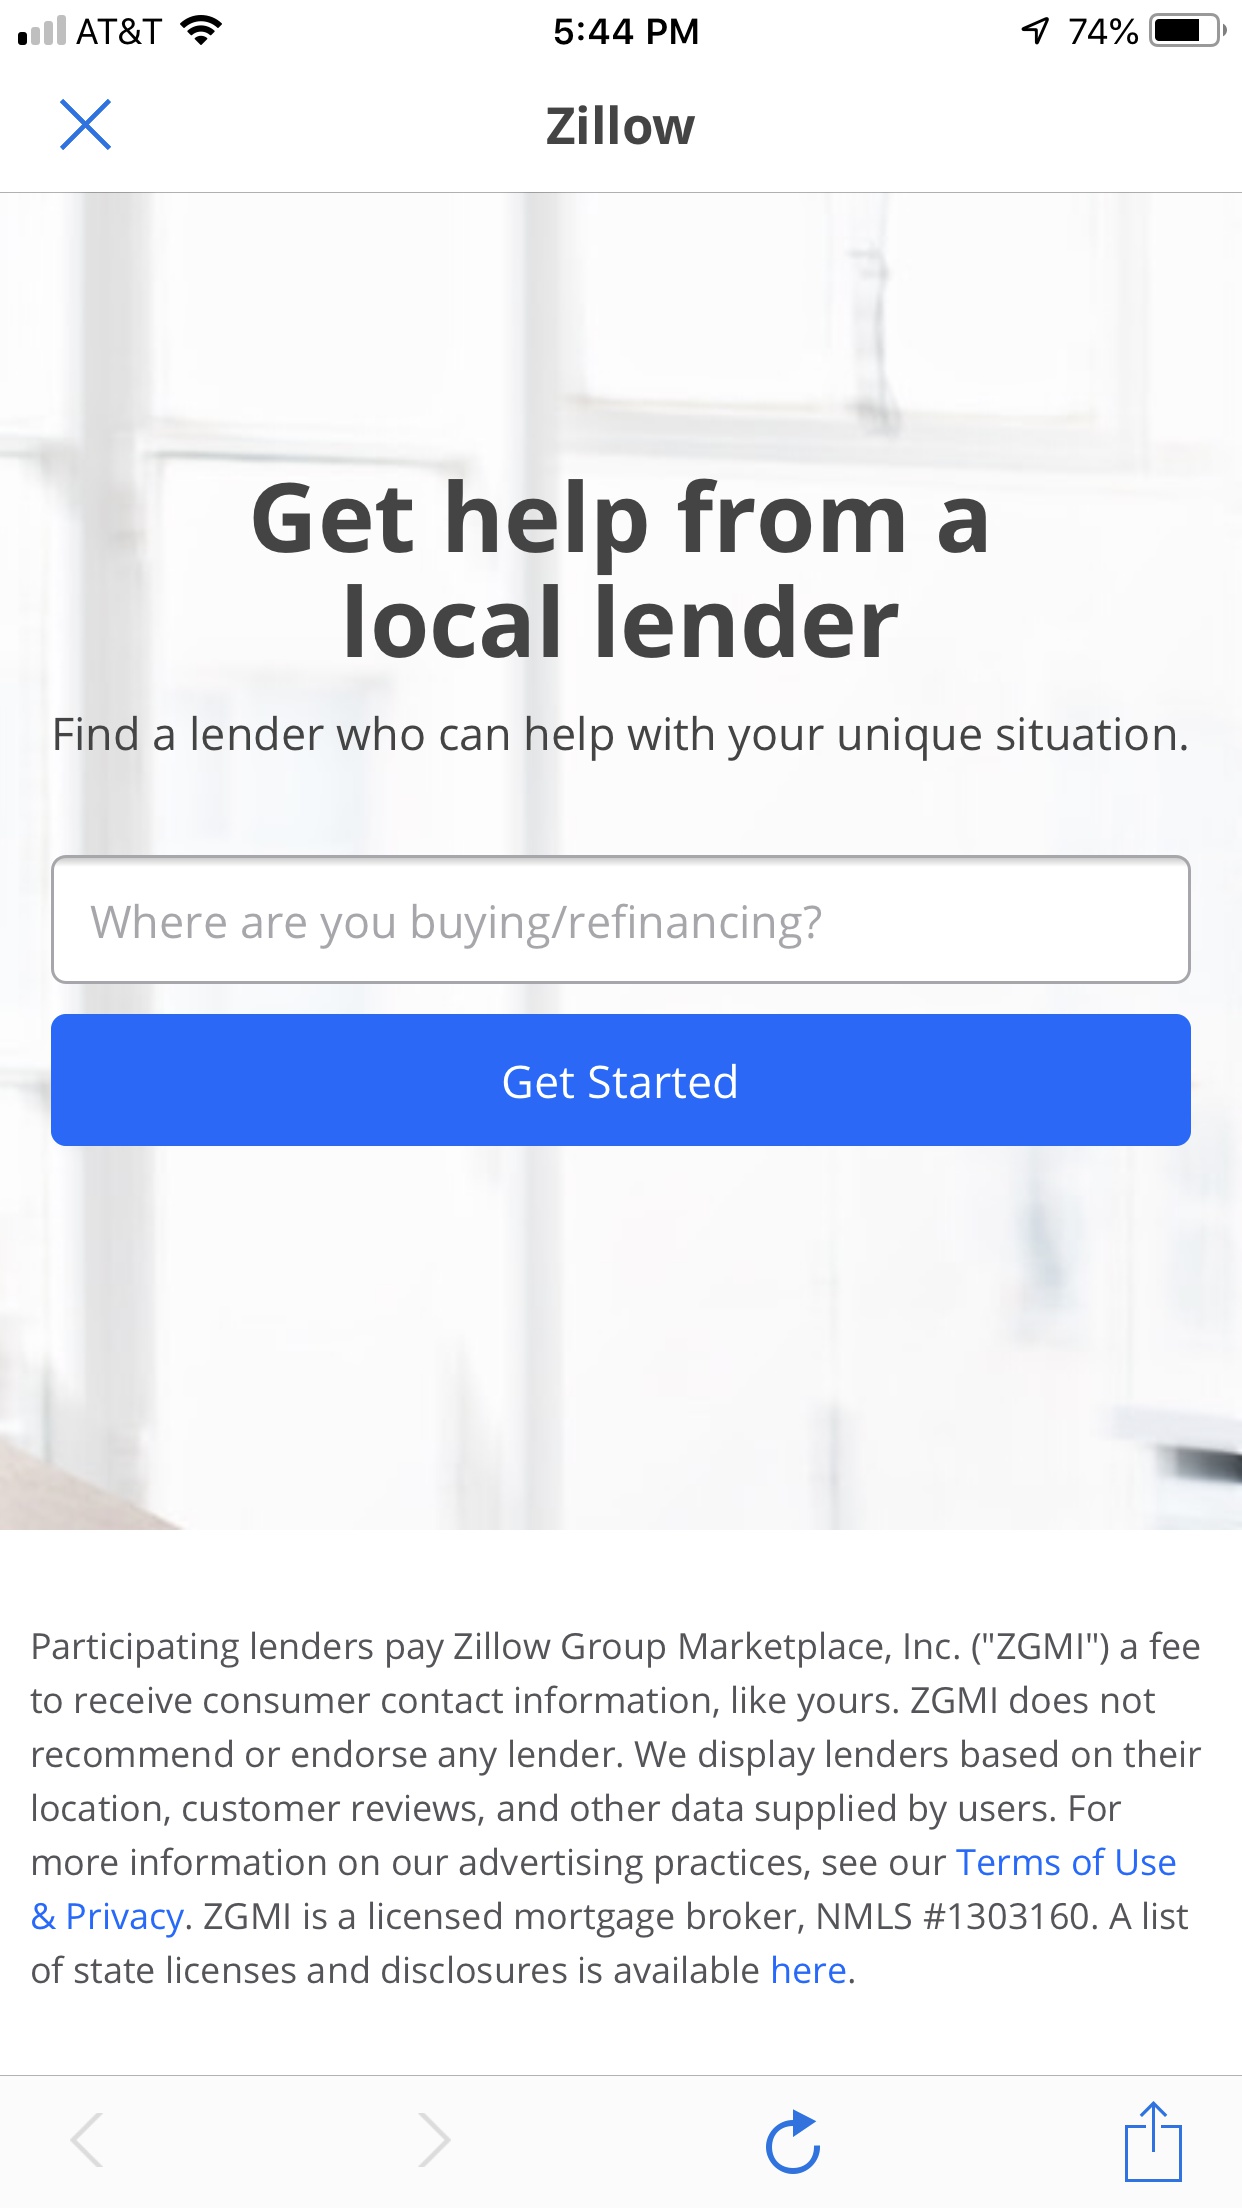 AT&T 5:44 PM 74%
Zillow
Get help from a
local lender
Find a lender who can help with your unique situation.
Where are you buying/refinancing?
Get Started
Participating lenders pay Zillow Group Marketplace, Inc. ("ZGMI") a fee
to receive consumer contact information, like yours. ZGMI does not
recommend or endorse any lender. We display lenders based on their
location, customer reviews, and other data supplied by users. For
more information on our advertising practices, see our Terms of Use
& Privacy. ZGMI is a licensed mortgage broker, NMLS #1303160. A list
of state licenses and disclosures is available here.